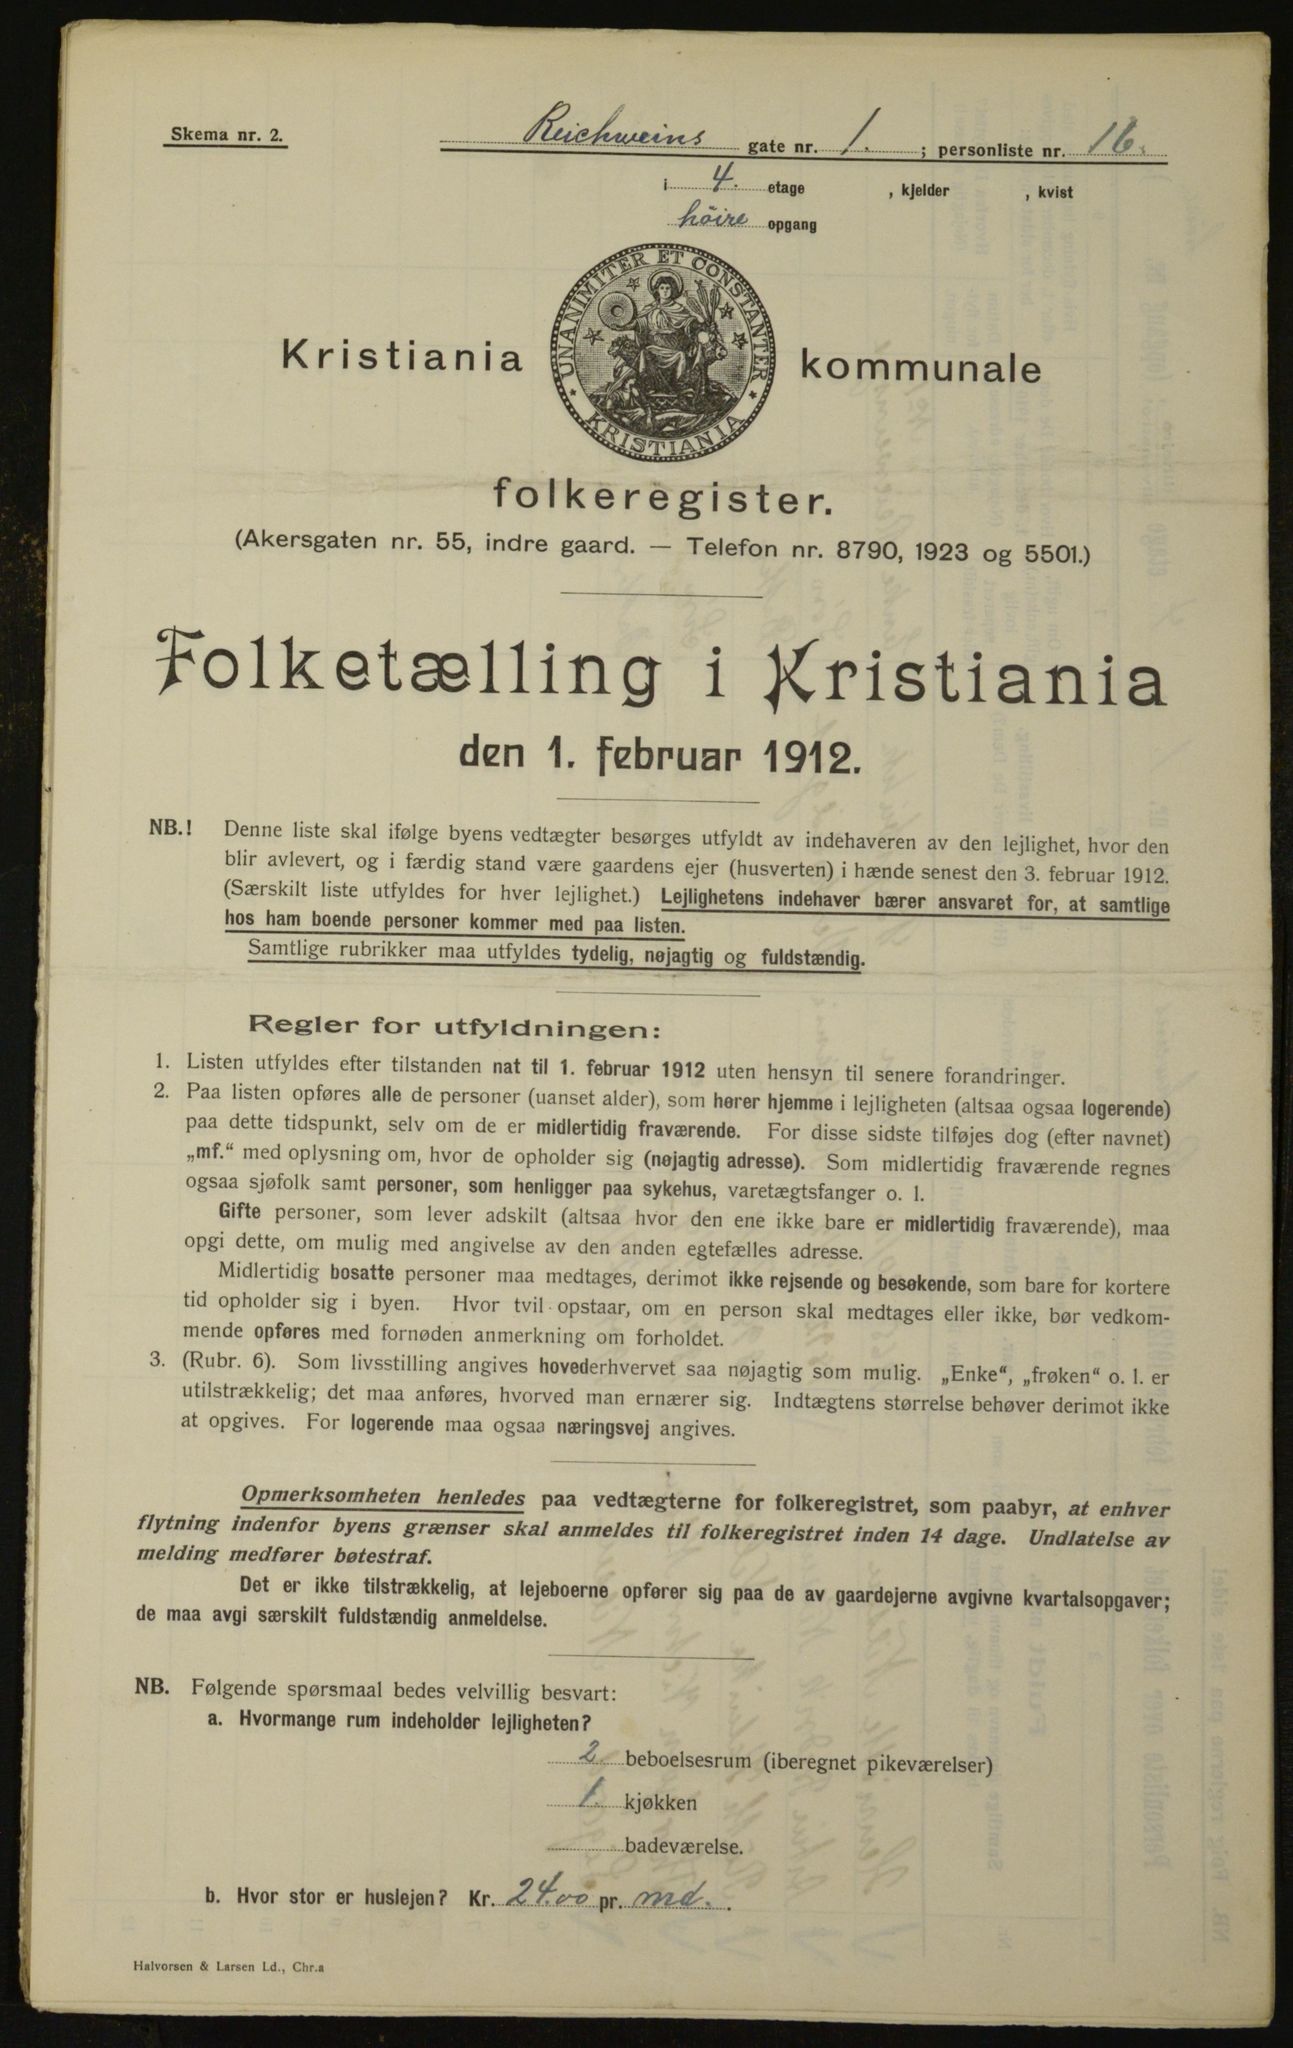 Skema nr. 2.
Reichweins gate nr. 1. ; personliste nr. 16.
i 4. etage , kjelder , kvist
höire opgang
UNANIMITER ET CONSTANTER
KRISTIANIA
Kristiania kommunale
folkeregister.
(Akersgaten nr. 55, indre gaard. — Telefon nr. 8790, 1923 og 5501.)
Folketælling i Kristiania
den 1. februar 1912.
NB.! Denne liste skal ifølge byens vedtægter besørges utfyldt av indehaveren av den lejlighet, hvor den
blir avlevert, og i færdig stand være gaardens ejer (husverten) i hænde senest den 3. februar 1912.
(Særskilt liste utfyldes for hver lejlighet.) Lejlighetens indehaver bærer ansvaret for, at samtlige
hos ham boende personer kommer med paa listen.
Samtlige rubrikker maa utfyldes tydelig, nøjagtig og fuldstændig.
Regler for utfyldningen:
1. Listen utfyldes efter tilstanden nat til 1. februar 1912 uten hensyn til senere forandringer.
2. Paa listen opføres alle de personer (uanset alder), som hører hjemme i lejligheten (altsaa ogsaa logerende)
paa dette tidspunkt, selv om de er midlertidig fraværende. For disse sidste tilføjes dog (efter navnet)
„mf.“ med oplysning om, hvor de opholder sig (nøjagtig adresse). Som midlertidig fraværende regnes
ogsaa sjøfolk samt personer, som henligger paa sykehus, varetægtsfanger o. l.
Gifte personer, som lever adskilt (altsaa hvor den ene ikke bare er midlertidig fraværende), maa
opgi dette, om mulig med angivelse av den anden egtefælles adresse.
Midlertidig bosatte personer maa medtages, derimot ikke rejsende og besøkende, som bare for kortere
tid opholder sig i byen. Hvor tvil opstaar, om en person skal medtages eller ikke, bør vedkom-
mende opføres med fornøden anmerkning om forholdet.
3. (Rubr. 6). Som livsstilling angives hovederhvervet saa nøjagtig som mulig. „Enke“, „frøken“ o. l. er
utilstrækkelig; det maa anføres, hvorved man ernærer sig. Indtægtens størrelse behøver derimot ikke
at opgives. For logerende maa ogsaa næringsvej angives.
Opmerksomheten henledes paa vedtægterne for folkeregistret, som paabyr, at enhver
flytning indenfor byens grænser skal anmeldes til folkeregistret inden 14 dage. Undlatelse av
melding medfører bøtestraf.
Det er ikke tilstrækkelig, at lejeboerne opfører sig paa de av gaardejerne avgivne kvartalsopgaver;
de maa avgi særskilt fuldstændig anmeldelse.
NB. Følgende spørsmaal bedes velvillig besvart:
a. Hvormange rum indeholder lejligheten?
2. beboelsesrum (iberegnet pikeværelser)
1. kjøkken
badeværelse.
b. Hvor stor er huslejen? Kr. 24.00 pr. md.
Halvorsen & Larsen Ld., Chr.a